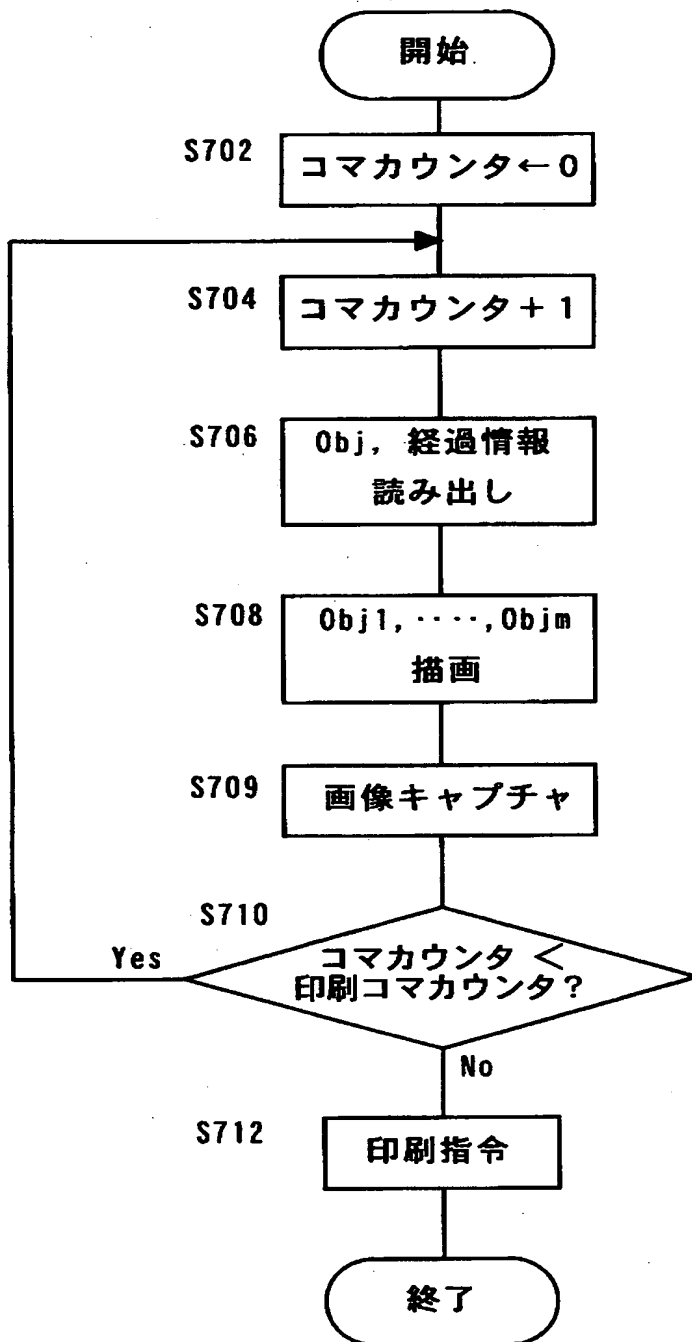 開始
S702
コマカウンタ←0
S704
コマカウンタ+1
S706
Obj, 経過情報
読み出し
S708
Obj1,····,Objm
描画
S709
画像キャプチャ
S710
Yes
コマカウンタ <
印刷コマカウンタ?
No
S712
印刷指令
終了